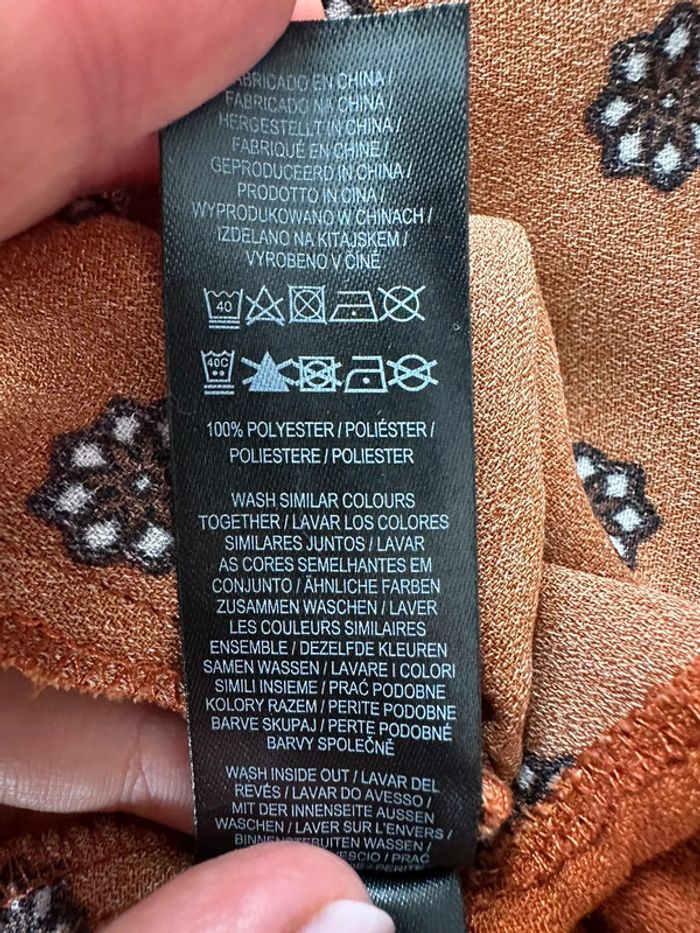 FABRICADO EN CHINA /
FABRICADO NA CHINA /
HERGESTELLT IN CHINA /
FABRIQUÉ EN CHINE /
GEPRODUCEERD IN CHINA /
PRODOTTO IN CINA /
WYPRODUKOWANO W CHINACH /
IZDELANO NA KITAJSKEM /
VYROBENO V ČÍNĚ
40
40C
100% POLYESTER / POLIÉSTER /
POLIESTERE / POLIESTER
WASH SIMILAR COLOURS
TOGETHER / LAVAR LOS COLORES
SIMILARES JUNTOS / LAVAR
AS CORES SEMELHANTES EM
CONJUNTO / ÄHNLICHE FARBEN
ZUSAMMEN WASCHEN / LAVER
LES COULEURS SIMILAIRES
ENSEMBLE / DEZELFDE KLEUREN
SAMEN WASSEN / LAVARE I COLORI
SIMILI INSIEME / PRAĆ PODOBNE
KOLORY RAZEM / PERITE PODOBNE
BARVE SKUPAJ / PERTE PODOBNÉ
BARVY SPOLEČNĚ
WASH INSIDE OUT / LAVAR DEL
REVÉS / LAVAR DO AVESSO /
MIT DER INNENSEITE AUSSEN
WASCHEN / LAVER SUR L'ENVERS /
BINNENSTEBUITEN WASSEN /
PRAĆ